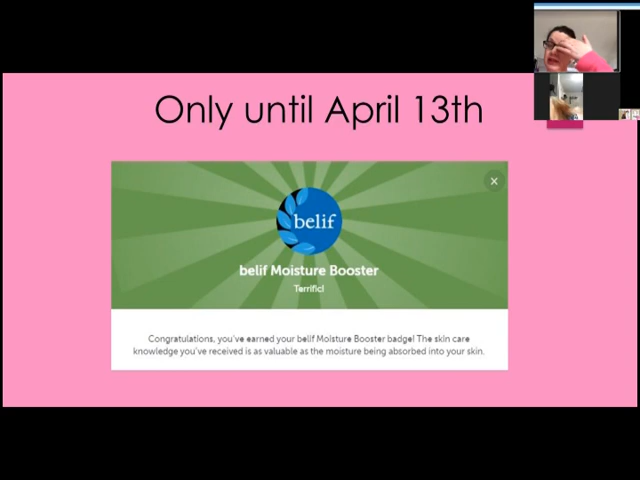 Only until April 13th
belif
belif Moisture Booster
Terrific!
Congratulations, you've earned your belif Moisture Booster badge! The skin care
knowledge you've received is as valuable as the moisture being absorbed into your skin.